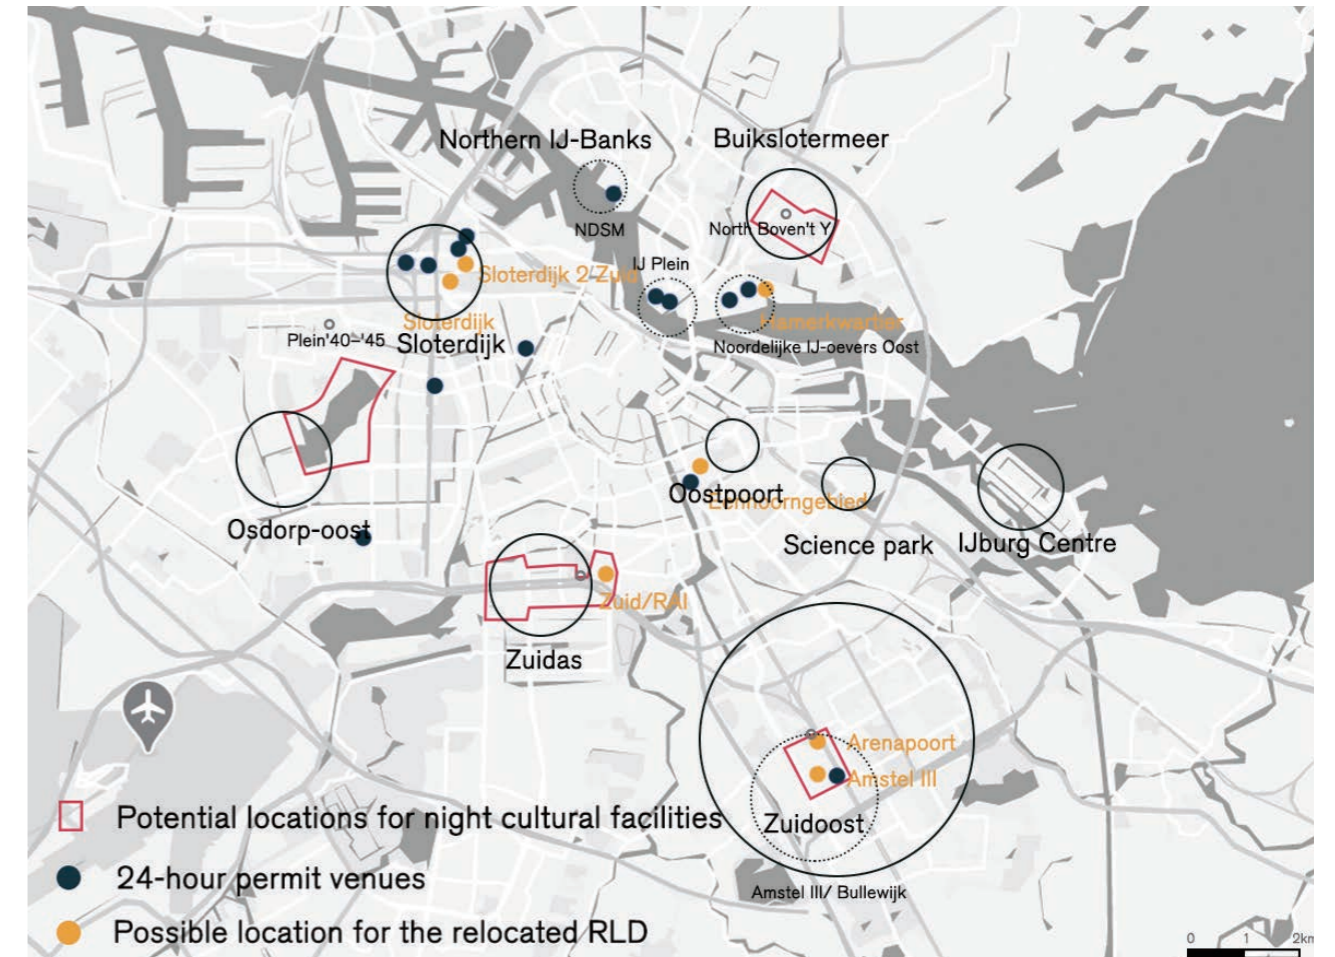 Northern IJ-Banks
Buikslotermeer
NDSM
North Boven't Y
IJ Plein
Sloterdijk 2 Zuid
Sloterdijk
Hamerkwartier
Plein'40-'45
Sloterdijk
Noordelijke IJ-oevers Oost
Oostpoort
Eenhoorngebied
Osdorp-oost
Science park
IJburg Centre
Zuid/RAI
Zuidas
Arenapoort
Amstel III
Zuidoost
Amstel III/ Bullewijk
Potential locations for night cultural facilities
24-hour permit venues
Possible location for the relocated RLD
0 1 2km